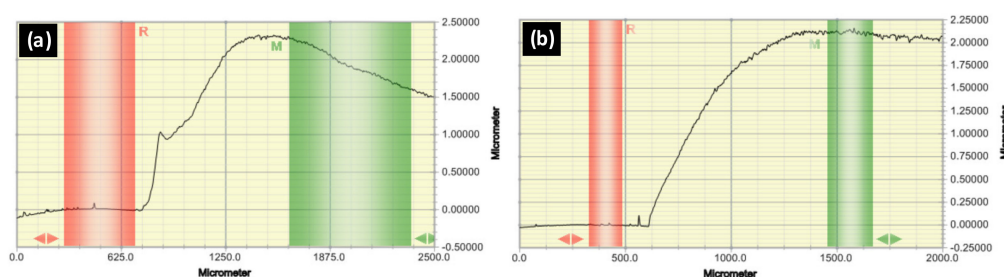 (a)
R
M
2.50000
2.00000
1.50000
1.00000
0.50000
0.00000
-0.50000
Micrometer
0.0
625.0
1250.0
1875.0
2500.0
Micrometer
(b)
R
M
2.25000
2.00000
1.75000
1.50000
1.25000
1.00000
0.75000
0.50000
0.25000
0.00000
-0.25000
Micrometer
0.0
500.0
1000.0
1500.0
2000.0
Micrometer